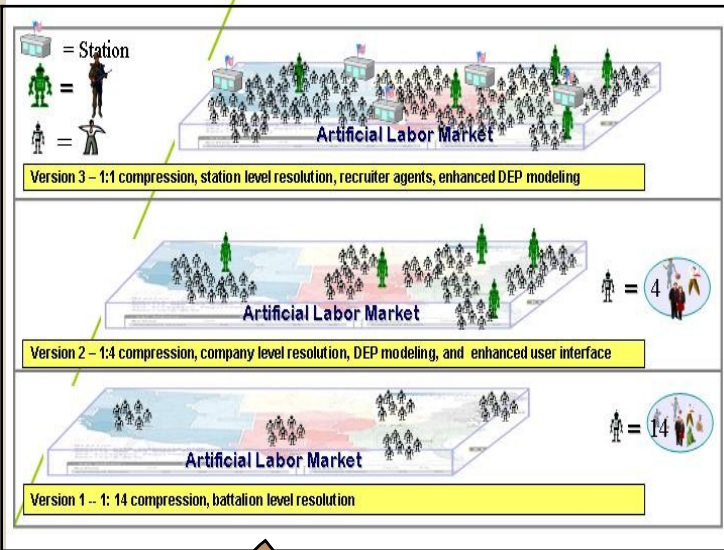 = Station
=
=
Artificial Labor Market
Version 3 – 1:1 compression, station level resolution, recruiter agents, enhanced DEP modeling
Artificial Labor Market
= 4
Version 2 – 1:4 compression, company level resolution, DEP modeling, and enhanced user interface
Artificial Labor Market
= 14
Version 1 -- 1: 14 compression, battalion level resolution